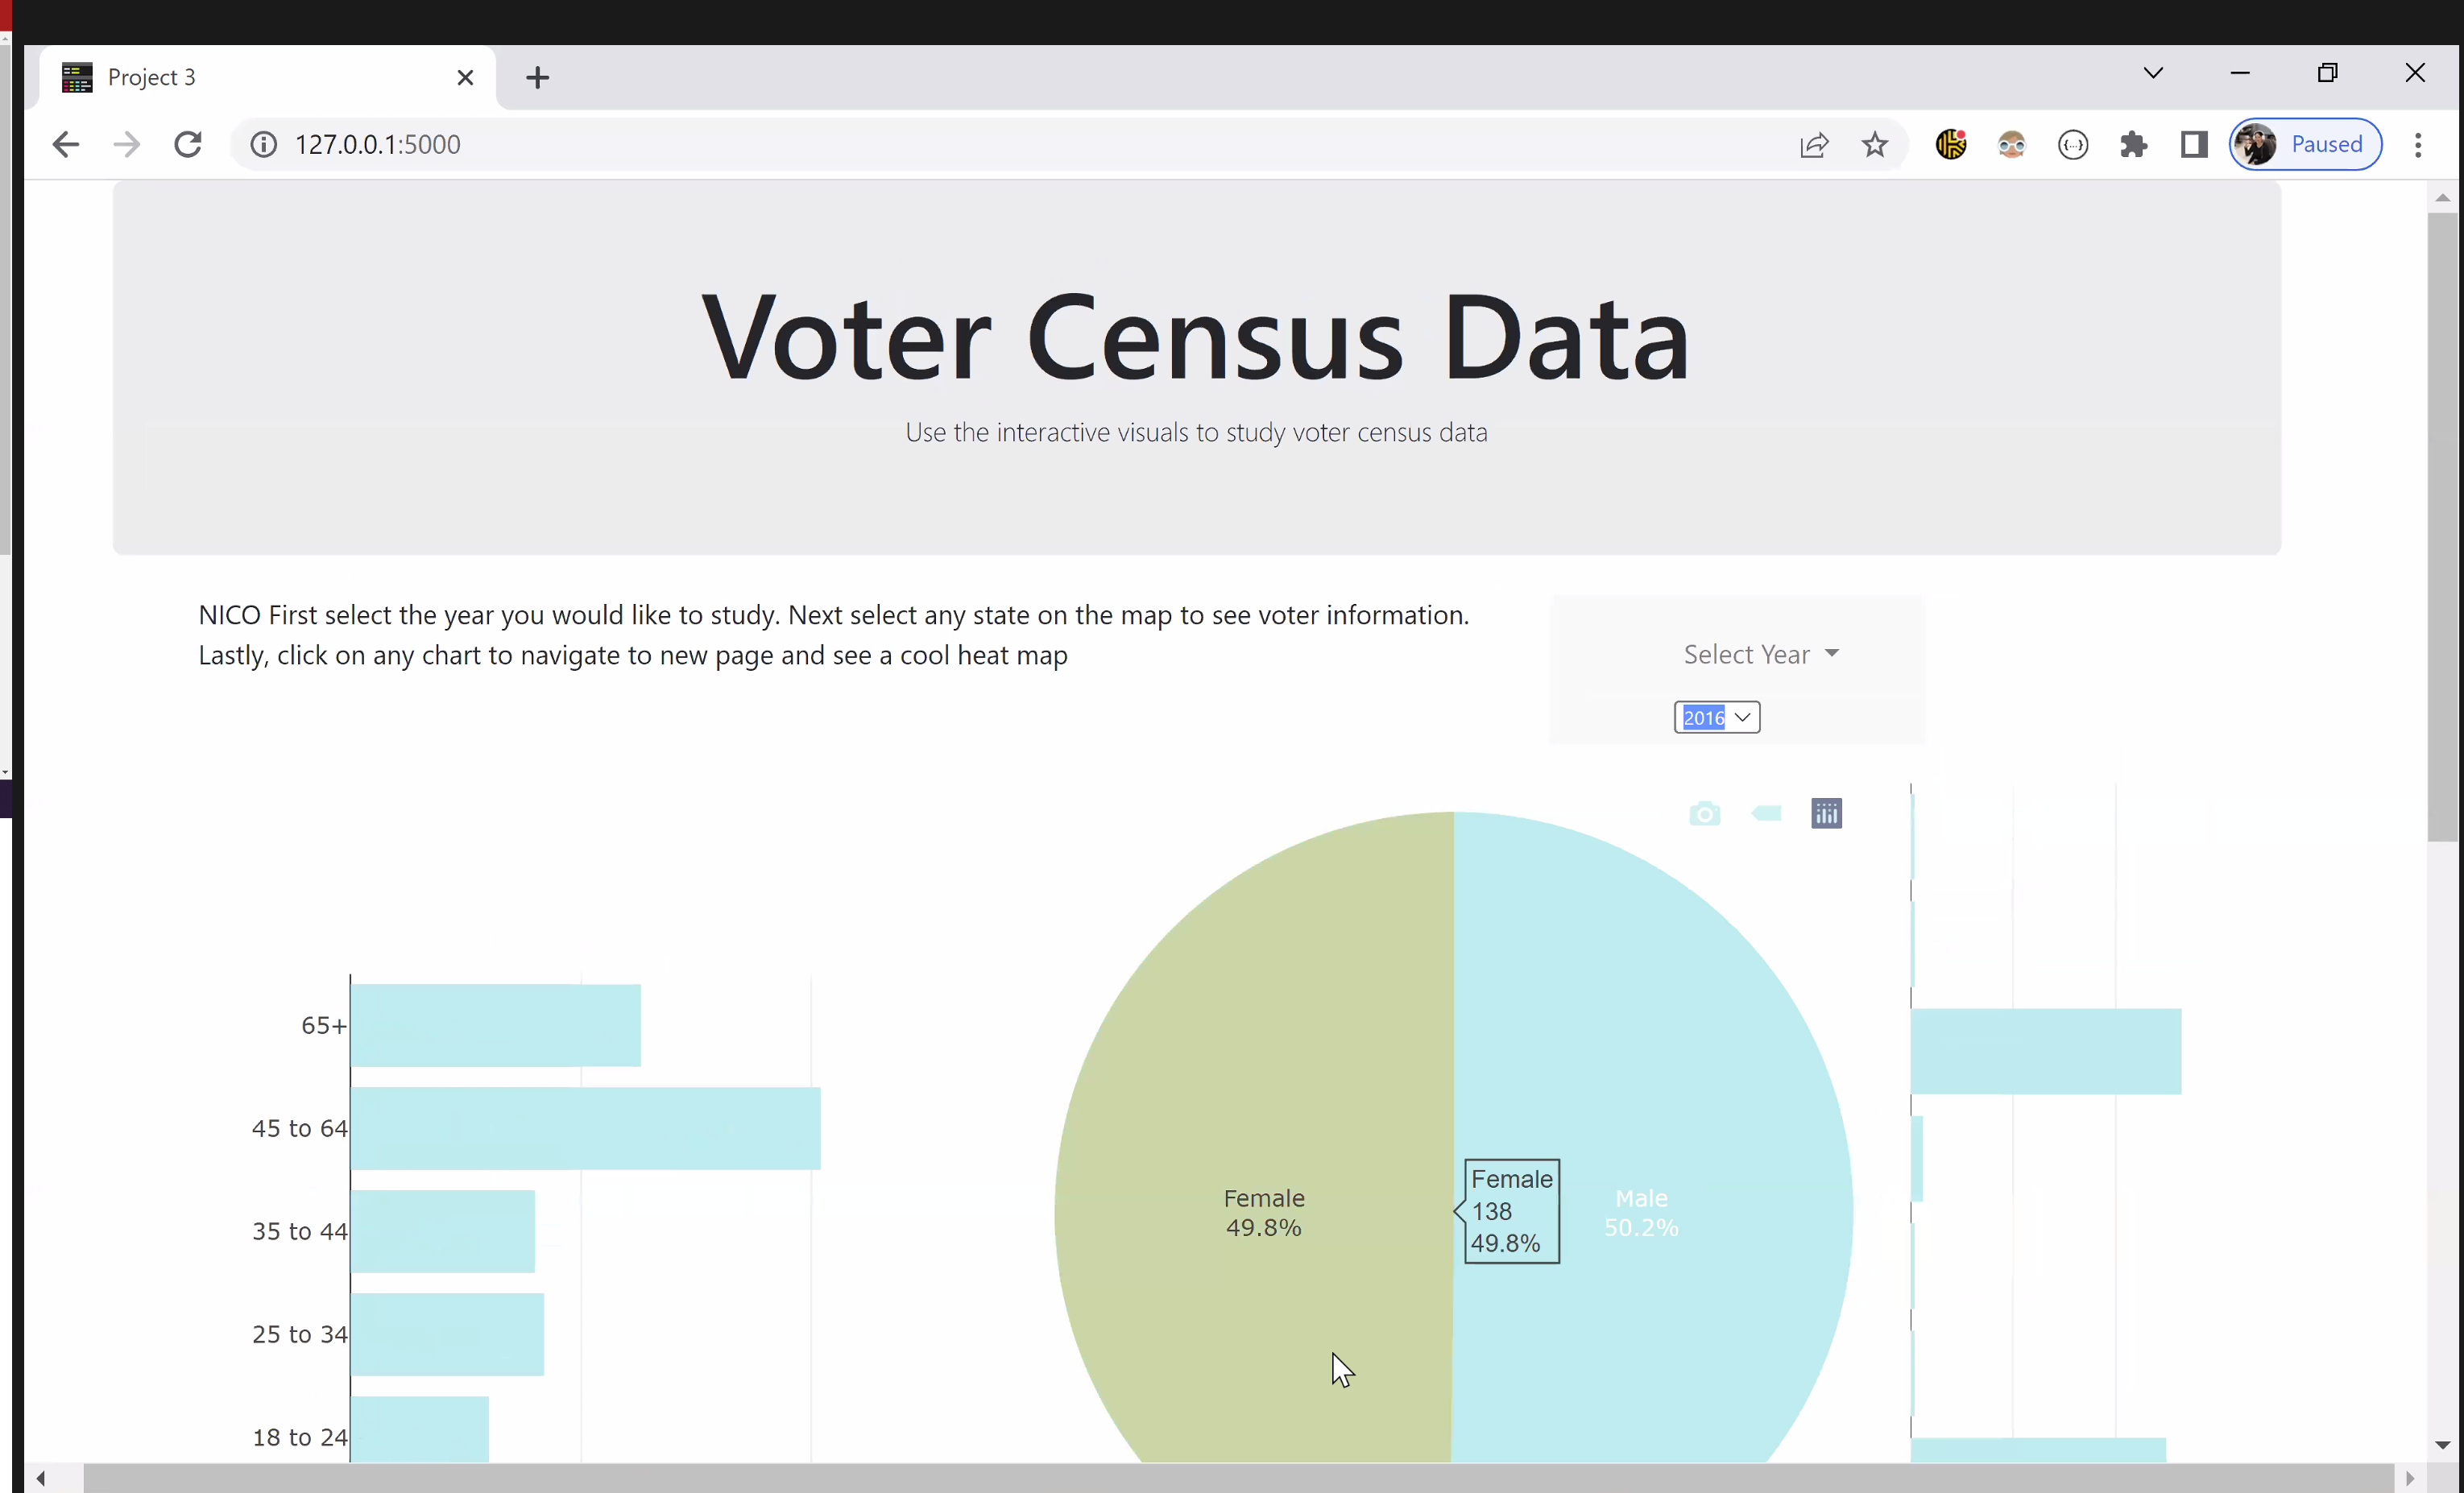 Project 3
127.0.0.1:5000
Paused
Voter Census Data
Use the interactive visuals to study voter census data
NICO First select the year you would like to study. Next select any state on the map to see voter information.
Lastly, click on any chart to navigate to new page and see a cool heat map
Select Year
2016
65+
45 to 64
35 to 44
25 to 34
18 to 24
Female
49.8%
Female
138
49.8%
Male
50.2%